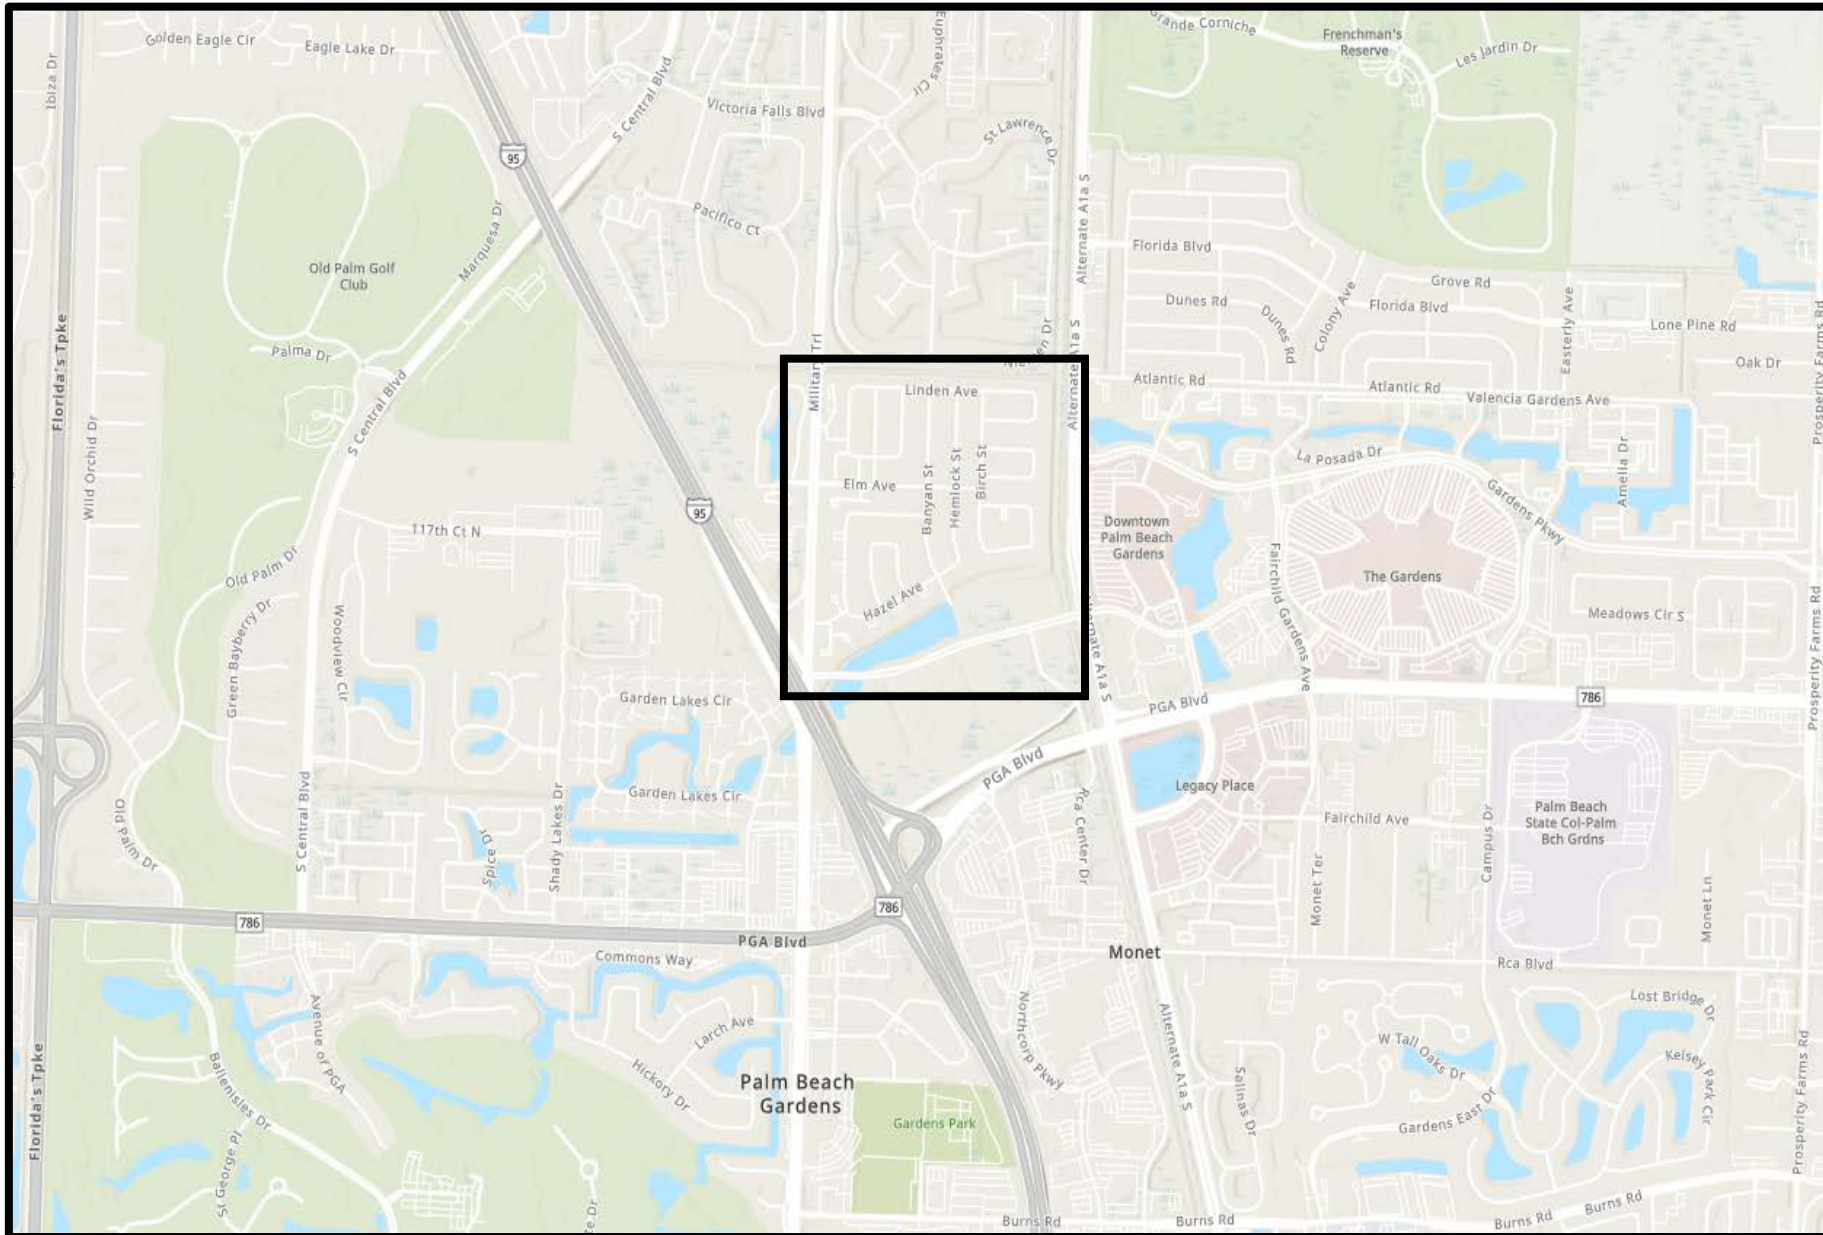 Golden Eagle Cir
Eagle Lake Dr
Ibiza Dr
S Central Blvd
Victoria Falls Blvd
Euphrates Cir
Grande Corniche
Frenchman's
Reserve
Les Jardin Dr
St Lawrence Dr
95
Pacifico Ct
Marquesa Dr
Old Palm Golf
Club
Alternate A1a S
Florida Blvd
Dunes Rd
Dunes Rd
Colony Ave
Grove Rd
Florida Blvd
Easterly Ave
Lone Pine Rd
Oak Dr
Prosperity Farms Rd
Florida's Tpke
Palma Dr
S Central Blvd
Military Trl
Linden Ave
Alternate A1a S
Atlantic Rd
Atlantic Rd
Valencia Gardens Ave
Wild Orchid Dr
La Posada Dr
Gardens Pkwy
Amelia Dr
Elm Ave
Banyan St
Hemlock St
Birch St
95
117th Ct N
Downtown
Palm Beach
Gardens
The Gardens
Fairchild Gardens Ave
Old Palm Dr
Green Bayberry Dr
Woodview Cir
Hazel Ave
Alternate A1a S
Meadows Cir S
Prosperity Farms Rd
Garden Lakes Cir
PGA Blvd
786
PGA Blvd
Legacy Place
Garden Lakes Cir
Rca Center Dr
Fairchild Ave
Campus Dr
Palm Beach
State Col-Palm
Bch Grdns
Old Palm Dr
S Central Blvd
Spice Dr
Shady Lakes Dr
Monet Ter
Monet Ln
786
786
PGA Blvd
Commons Way
Monet
Rca Blvd
Avenue of PGA
Larch Ave
Hickory Dr
Northcorp Pkwy
Alternate A1a S
Lost Bridge Dr
W Tall Oaks Dr
Kelsey Park Cir
Florida's Tpke
Ballenisles Dr
Palm Beach
Gardens
Gardens Park
Salinas Dr
Gardens East Dr
Prosperity Farms Rd
St George Pl
Burns Rd
Burns Rd
Burns Rd
Burns Rd